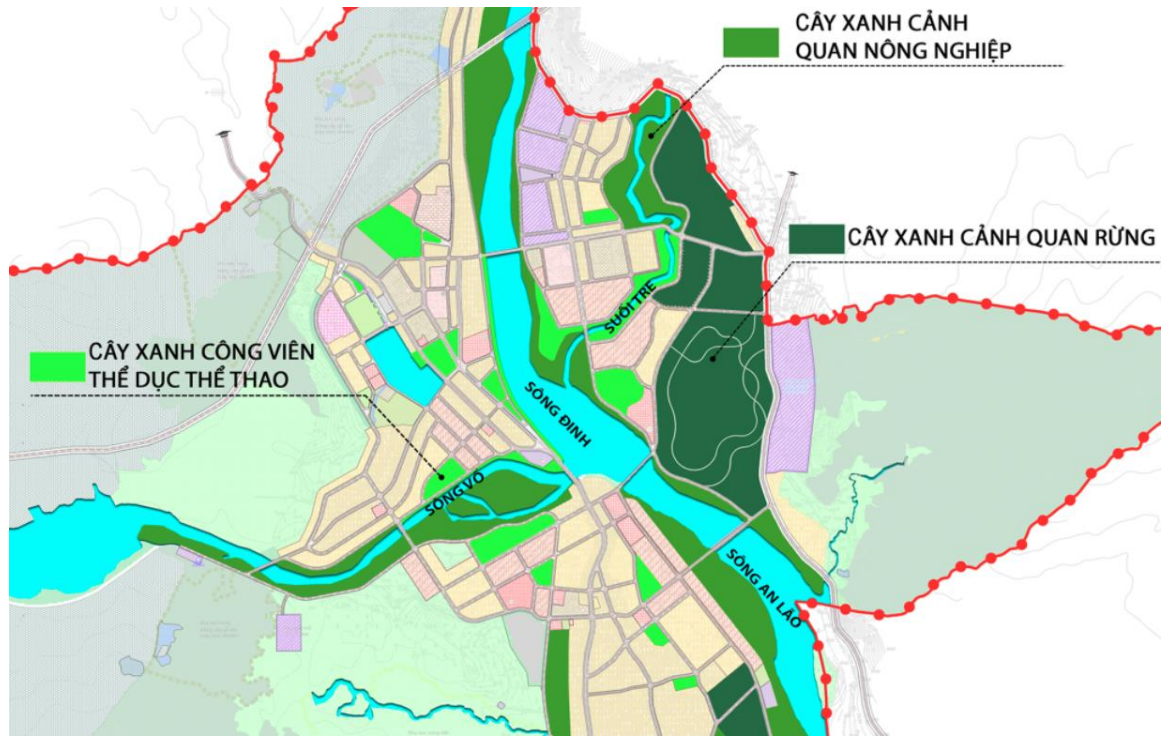 CÂY XANH CẢNH
QUAN NÔNG NGHIỆP
CÂY XANH CẢNH QUAN RỪNG
SUỐI TRE
CÂY XANH CÔNG VIÊN
THỂ DỤC THỂ THAO
SÔNG ĐINH
SÔNG VỐ
SÔNG AN LÃO